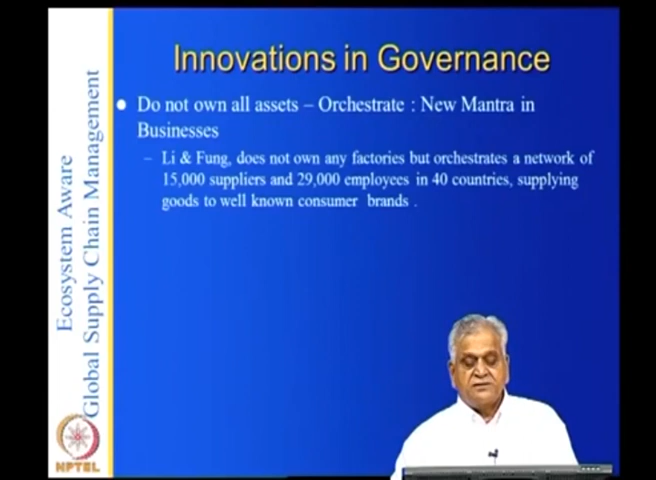 Innovations in Governance
Do not own all assets – Orchestrate : New Mantra in
Businesses
– Li & Fung, does not own any factories but orchestrates a network of
15,000 suppliers and 29,000 employees in 40 countries, supplying
goods to well known consumer brands .
Ecosystem Aware
Global Supply Chain Management
NPTEL